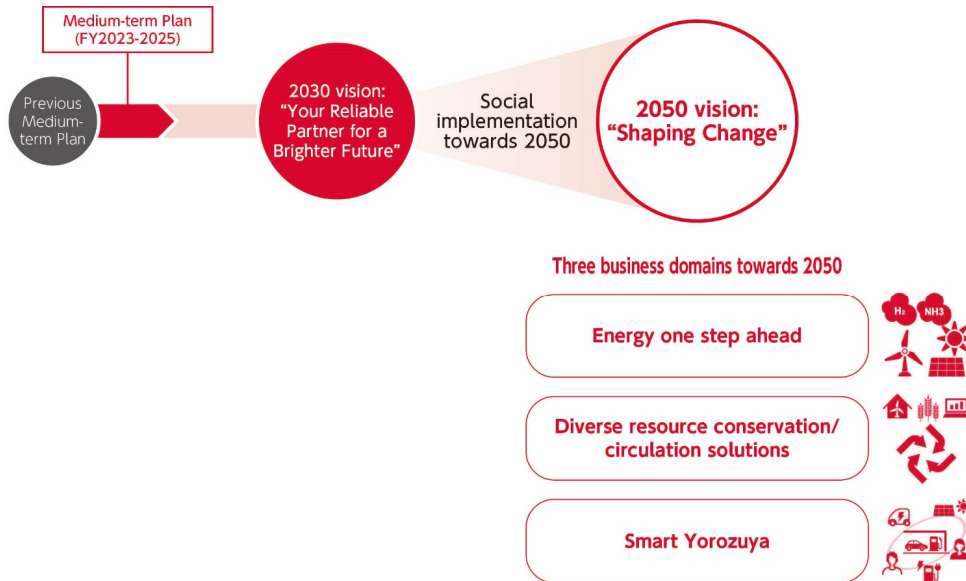 Medium-term Plan
(FY2023-2025)
Previous
Medium-
term Plan
2030 vision:
“Your Reliable
Partner for a
Brighter Future”
Social
implementation
towards 2050
2050 vision:
“Shaping Change”
Three business domains towards 2050
Energy one step ahead
H₂
NH3
Diverse resource conservation/
circulation solutions
Smart Yorozuya